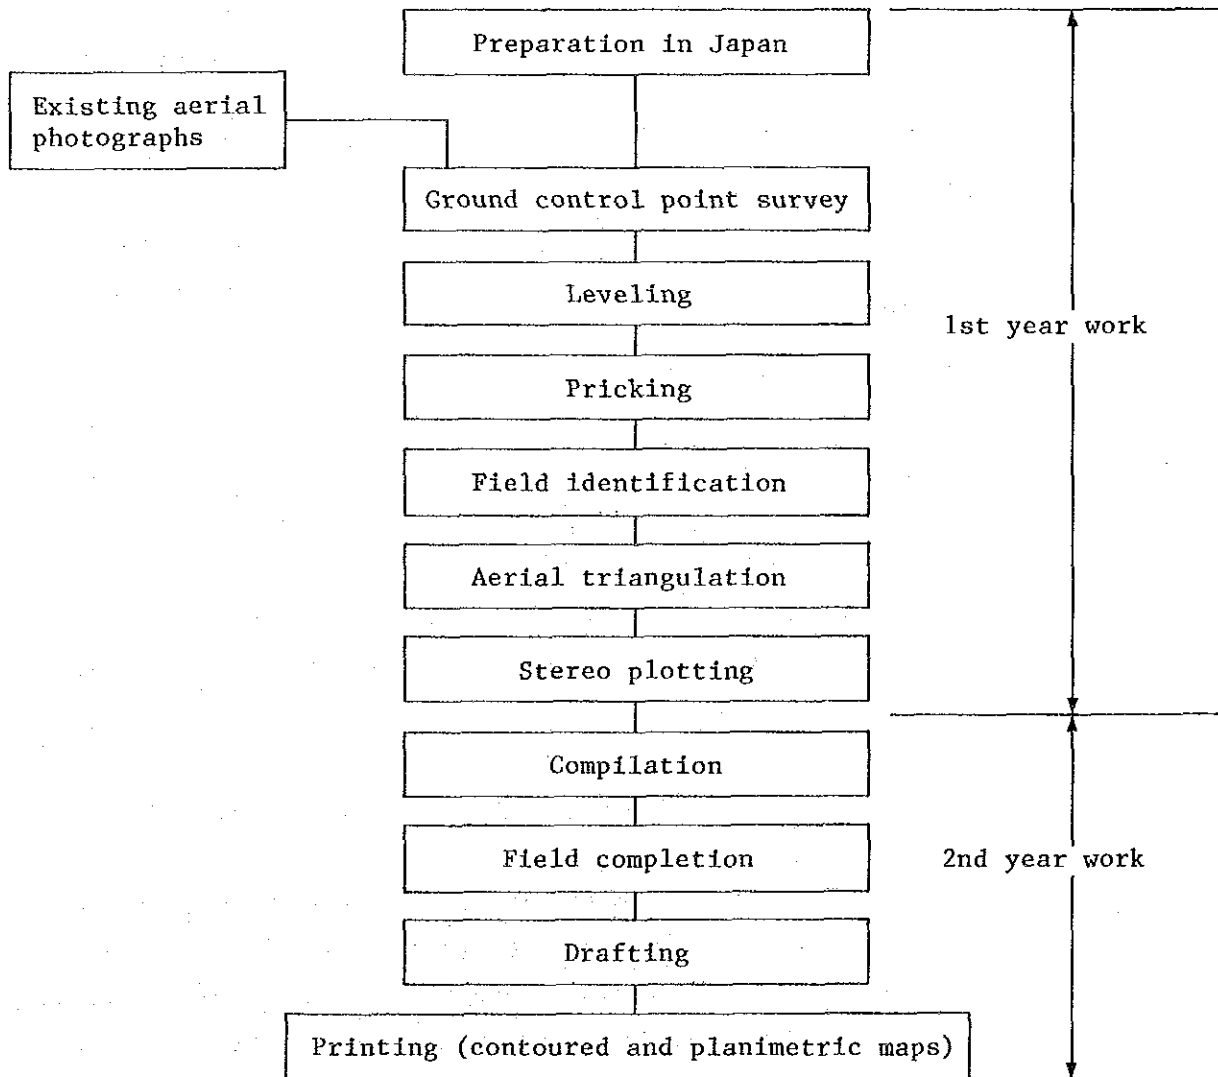 Preparation in Japan
Existing aerial
photographs
Ground control point survey
Leveling
1st year work
Pricking
Field identification
Aerial triangulation
Stereo plotting
Compilation
Field completion
2nd year work
Drafting
Printing (contoured and planimetric maps)